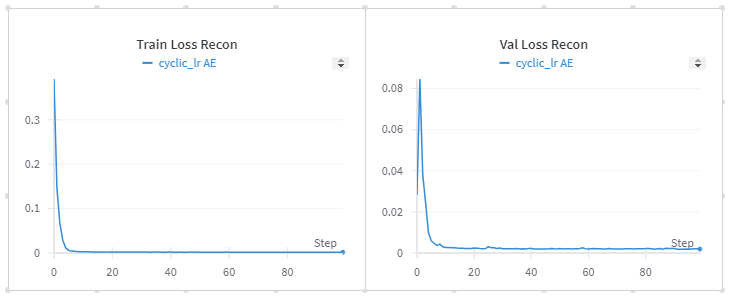 Train Loss Recon
cyclic_lr AE
0.3
0.2
0.1
0
Step
0 20 40 60 80
Val Loss Recon
cyclic_lr AE
0.08
0.06
0.04
0.02
0
Step
0 20 40 60 80